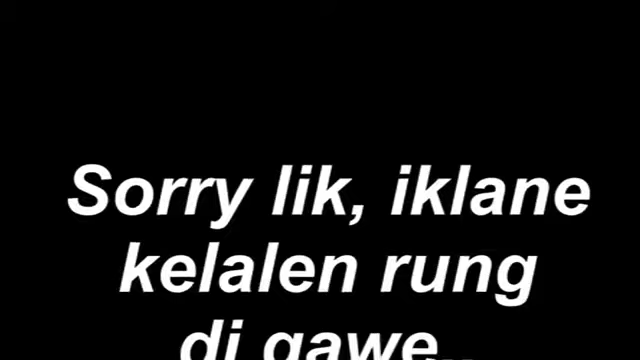 Sorry lik, iklane
kelalen rung
di gawe..